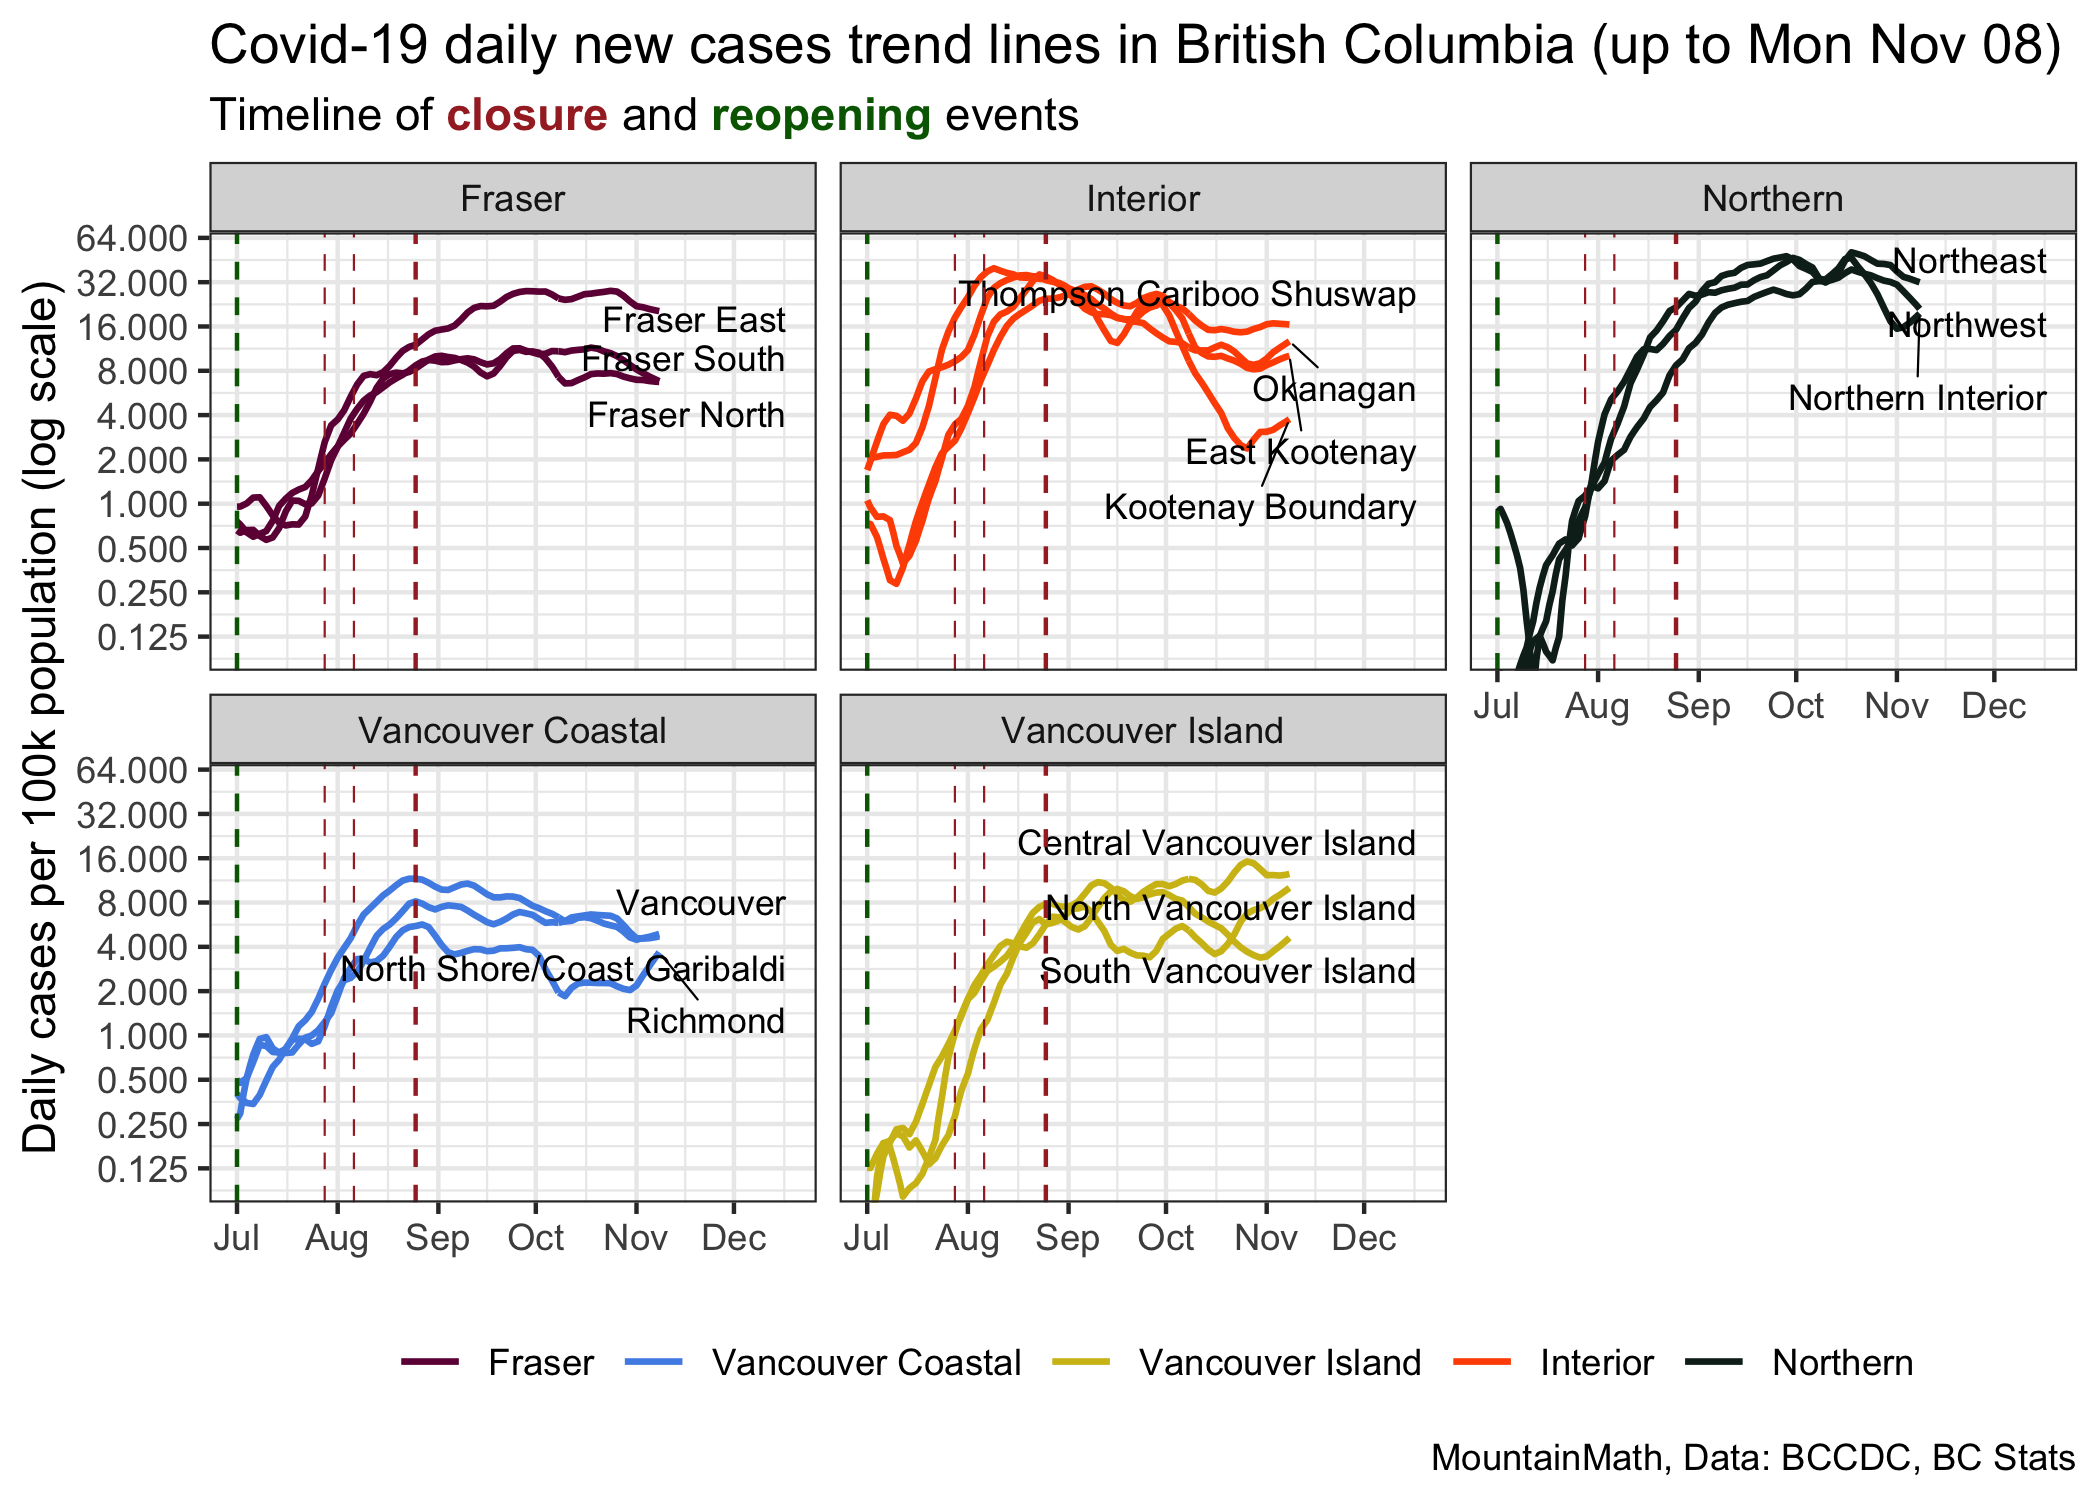 Covid-19 daily new cases trend lines in British Columbia (up to Mon Nov 08)
Timeline of closure and reopening events
Daily cases per 100k population (log scale)
Fraser
64.000
32.000
16.000
8.000
4.000
2.000
1.000
0.500
0.250
0.125
Fraser East
Fraser South
Fraser North
Interior
Thompson Cariboo Shuswap
Okanagan
East Kootenay
Kootenay Boundary
Northern
Northeast
Northwest
Northern Interior
Jul Aug Sep Oct Nov Dec
Vancouver Coastal
64.000
32.000
16.000
8.000
4.000
2.000
1.000
0.500
0.250
0.125
Vancouver
North Shore/Coast Garibaldi
Richmond
Jul Aug Sep Oct Nov Dec
Vancouver Island
Central Vancouver Island
North Vancouver Island
South Vancouver Island
Jul Aug Sep Oct Nov Dec
Fraser Vancouver Coastal Vancouver Island Interior Northern
MountainMath, Data: BCCDC, BC Stats